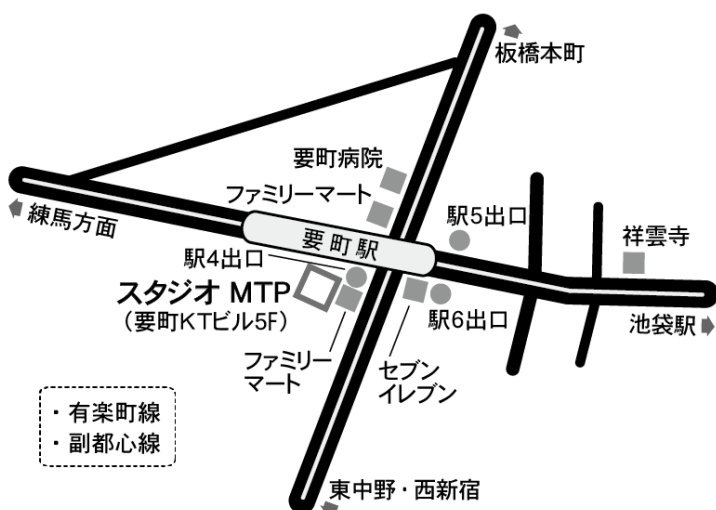 板橋本町
要町病院
ファミリーマート
練馬方面
要町駅
駅5出口
祥雲寺
駅4出口
スタジオ MTP
(要町KTビル5F)
駅6出口
池袋駅
ファミリー
マート
セブン
イレブン
・有楽町線
・副都心線
東中野・西新宿